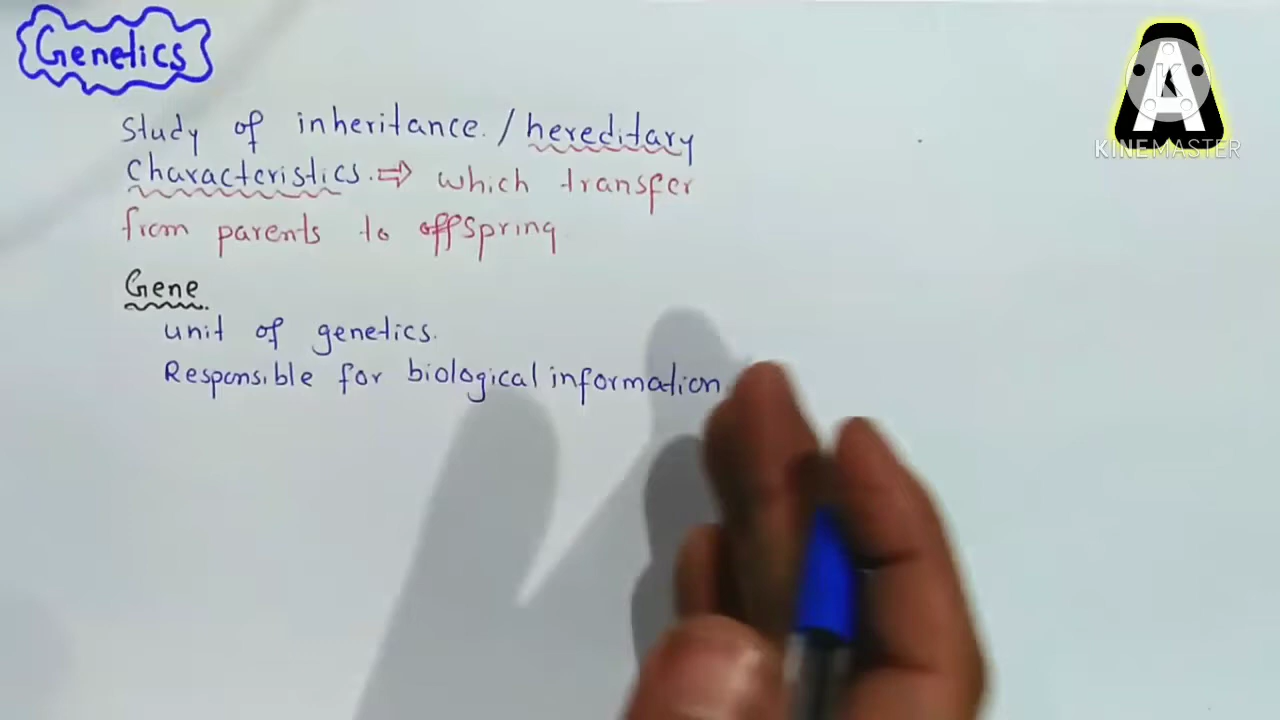 Genetics
Study of inheritance. / hereditary
Characteristics. ⇒ which transfer
from parents to offspring
Gene
unit of genetics.
Responsible for biological information
A
K
KINEMASTER